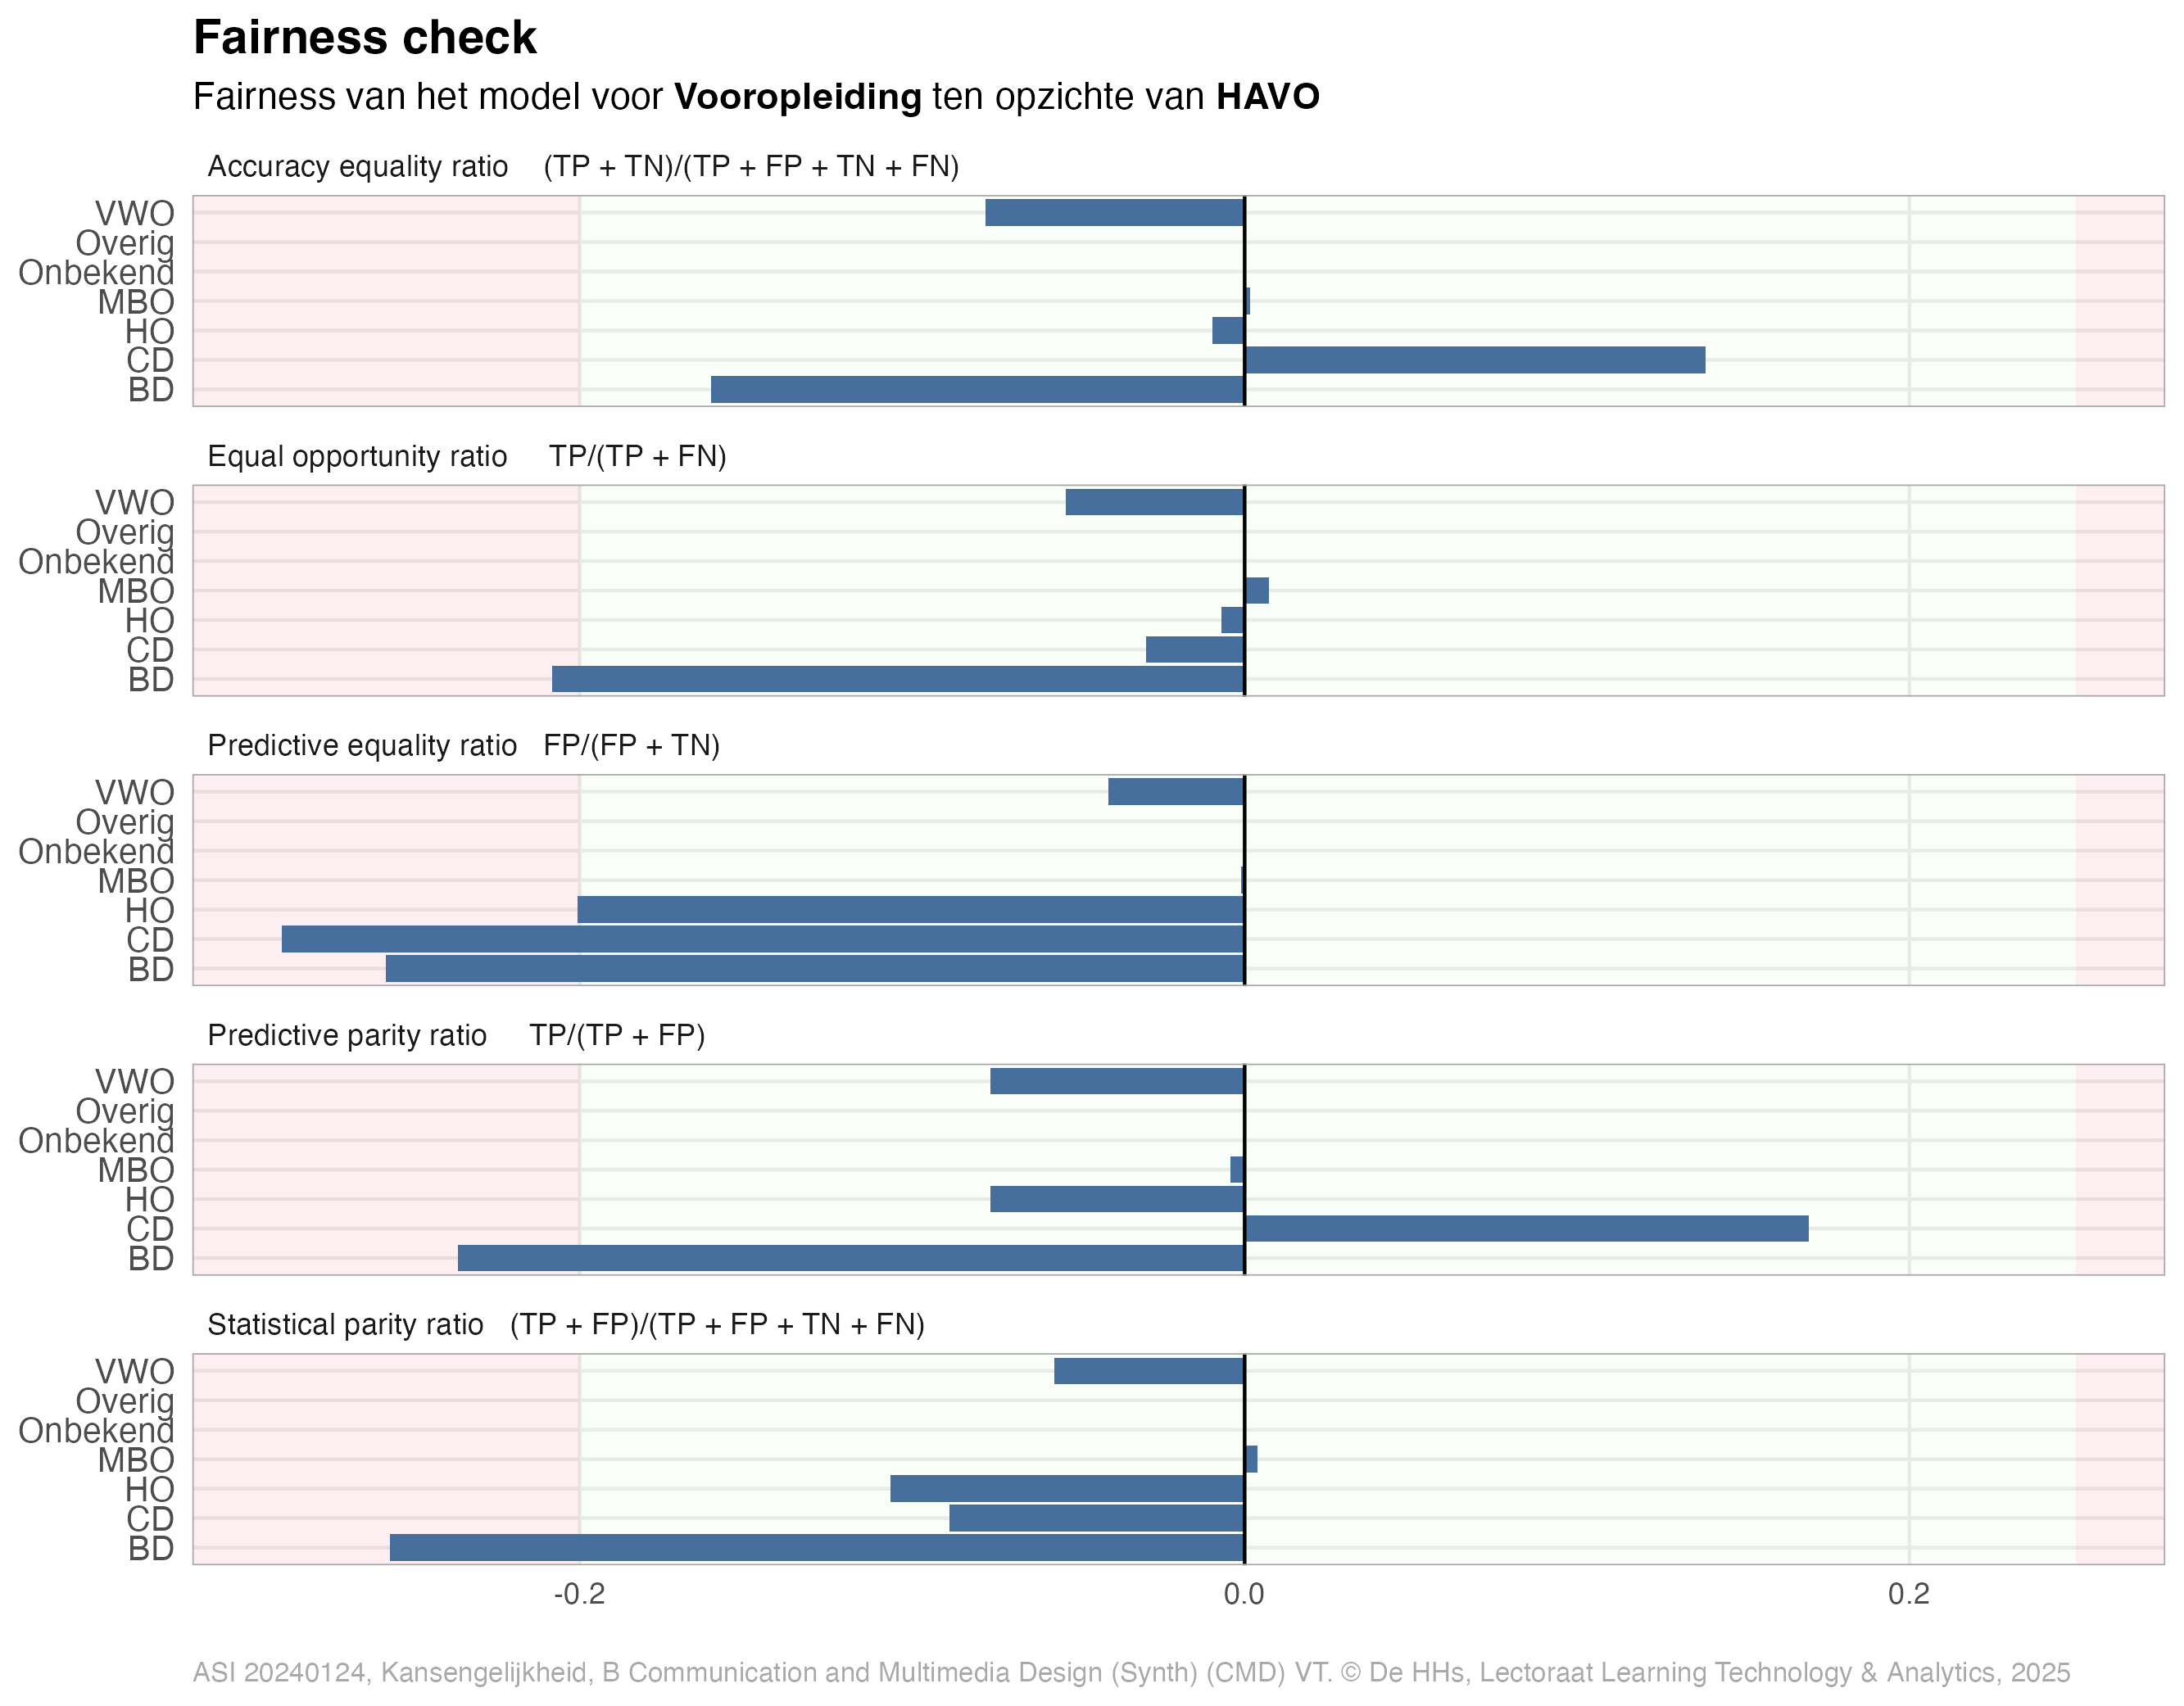 Fairness check
Fairness van het model voor Vooropleiding ten opzichte van HAVO
Accuracy equality ratio (TP + TN)/(TP + FP + TN + FN)
VWO
Overig
Onbekend
MBO
HO
CD
BD
Equal opportunity ratio TP/(TP + FN)
VWO
Overig
Onbekend
MBO
HO
CD
BD
Predictive equality ratio FP/(FP + TN)
VWO
Overig
Onbekend
MBO
HO
CD
BD
Predictive parity ratio TP/(TP + FP)
VWO
Overig
Onbekend
MBO
HO
CD
BD
Statistical parity ratio (TP + FP)/(TP + FP + TN + FN)
VWO
Overig
Onbekend
MBO
HO
CD
BD
-0.2 0.0 0.2
ASI 20240124, Kansengelijkheid, B Communication and Multimedia Design (Synth) (CMD) VT. © De HHs, Lectoraat Learning Technology & Analytics, 2025